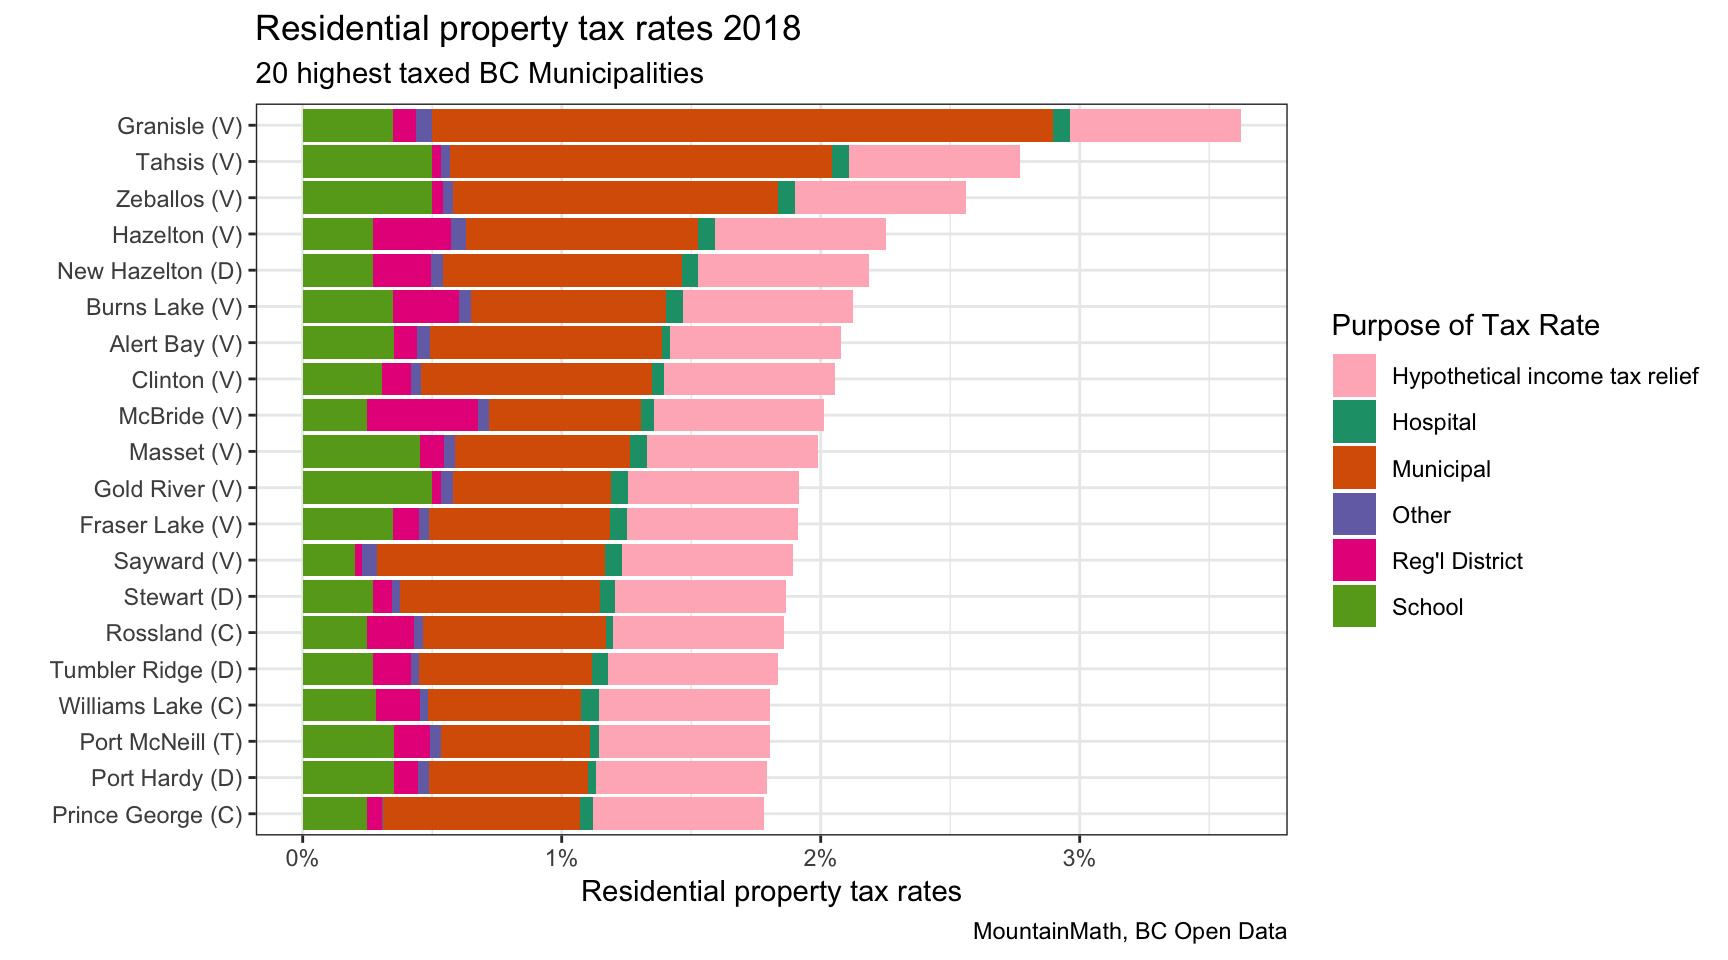 Residential property tax rates 2018
20 highest taxed BC Municipalities
Granisle (V)
Tahsis (V)
Zeballos (V)
Hazelton (V)
New Hazelton (D)
Burns Lake (V)
Alert Bay (V)
Clinton (V)
McBride (V)
Masset (V)
Gold River (V)
Fraser Lake (V)
Sayward (V)
Stewart (D)
Rossland (C)
Tumbler Ridge (D)
Williams Lake (C)
Port McNeill (T)
Port Hardy (D)
Prince George (C)
0% 1% 2% 3%
Residential property tax rates
Purpose of Tax Rate
Hypothetical income tax relief
Hospital
Municipal
Other
Reg'l District
School
MountainMath, BC Open Data